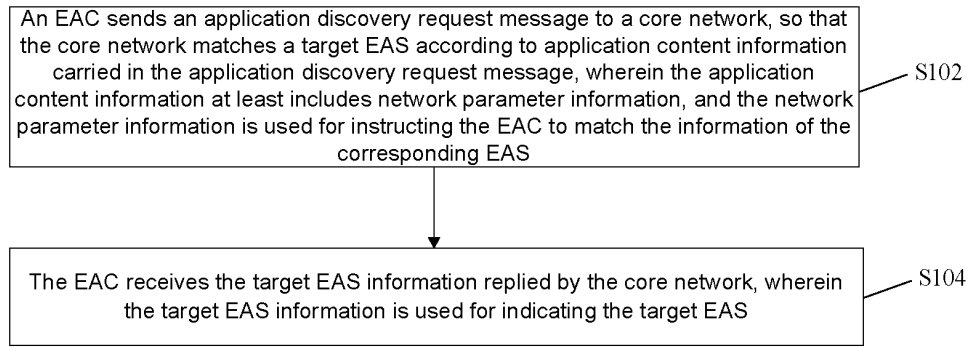 An EAC sends an application discovery request message to a core network, so that
the core network matches a target EAS according to application content information
carried in the application discovery request message, wherein the application
content information at least includes network parameter information, and the network
parameter information is used for instructing the EAC to match the information of the
corresponding EAS
S102
The EAC receives the target EAS information replied by the core network, wherein
the target EAS information is used for indicating the target EAS
S104